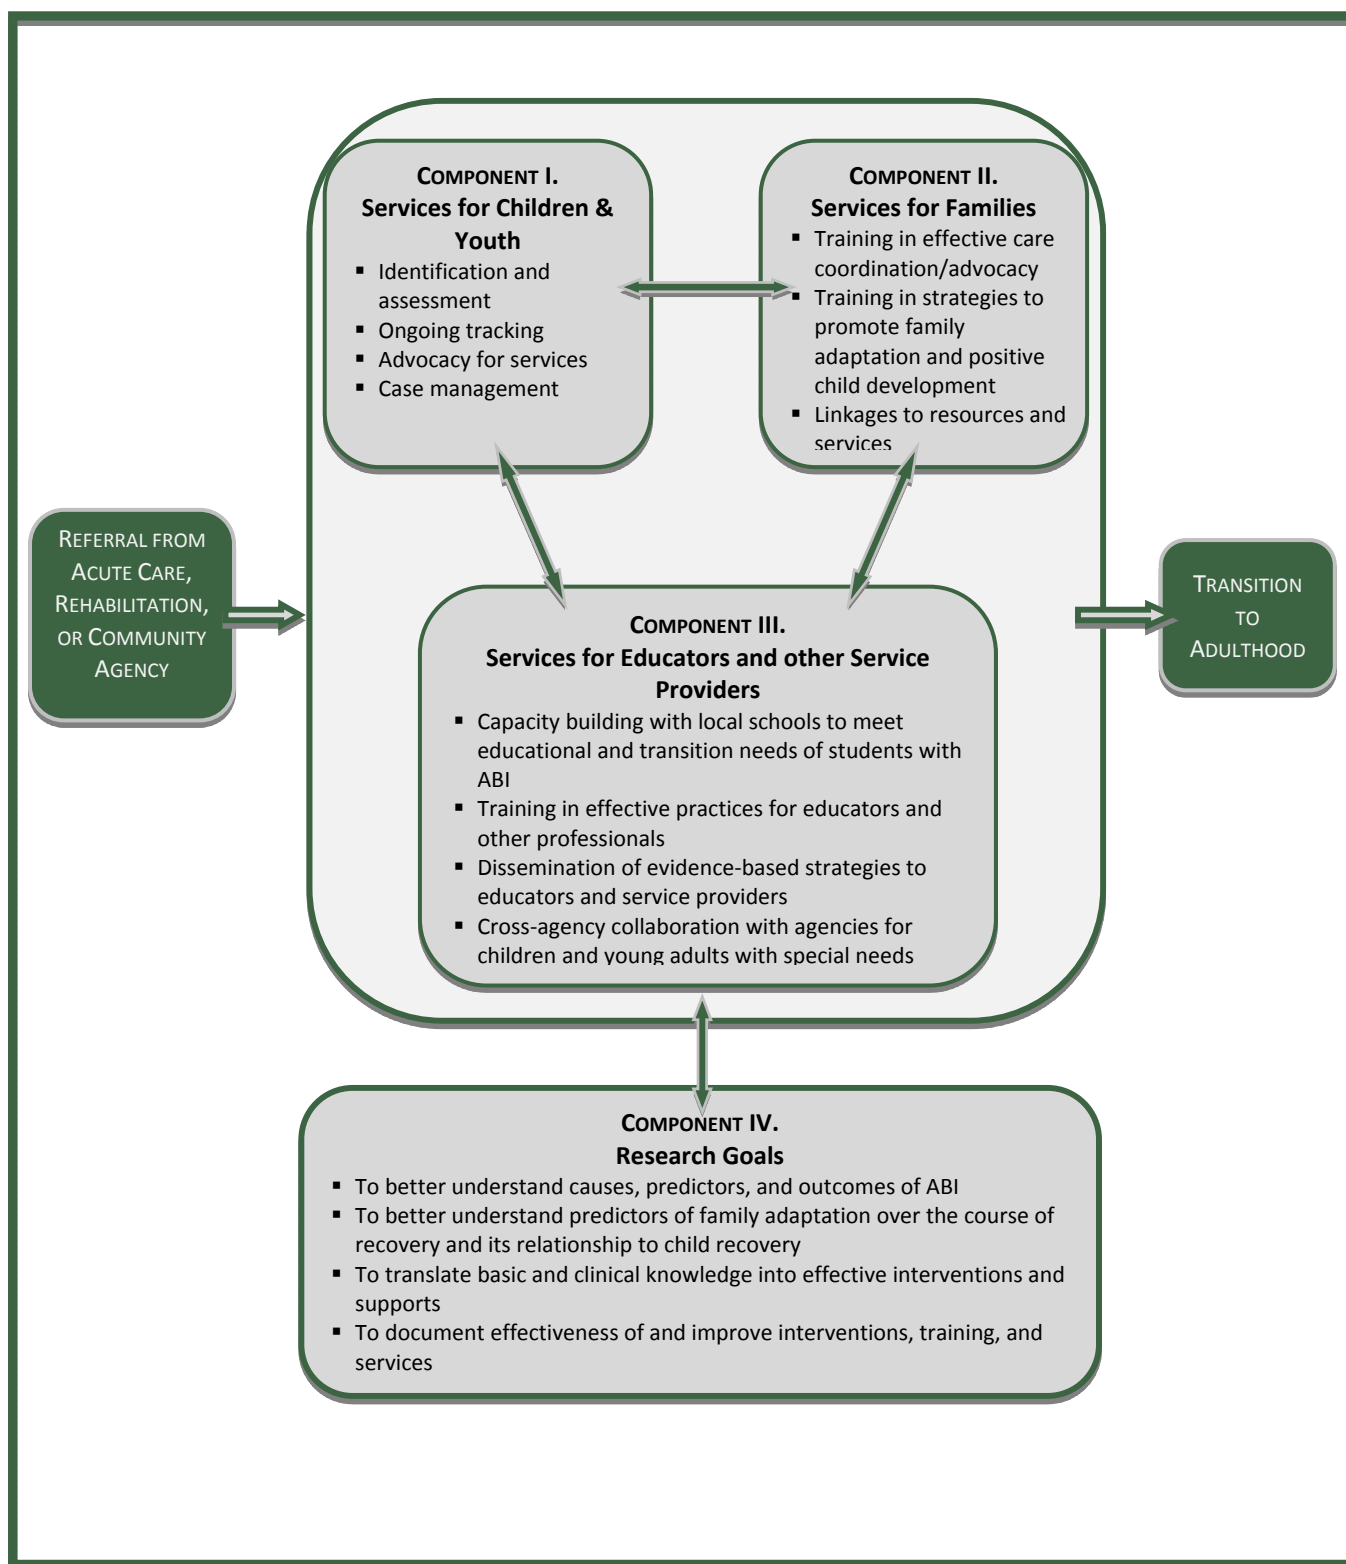 COMPONENT I.
Services for Children &
Youth
▪ Identification and
assessment
▪ Ongoing tracking
▪ Advocacy for services
▪ Case management
COMPONENT II.
Services for Families
▪ Training in effective care
coordination/advocacy
▪ Training in strategies to
promote family
adaptation and positive
child development
▪ Linkages to resources and
services
REFERRAL FROM
ACUTE CARE,
REHABILITATION,
OR COMMUNITY
AGENCY
COMPONENT III.
Services for Educators and other Service
Providers
▪ Capacity building with local schools to meet
educational and transition needs of students with
ABI
▪ Training in effective practices for educators and
other professionals
▪ Dissemination of evidence-based strategies to
educators and service providers
▪ Cross-agency collaboration with agencies for
children and young adults with special needs
TRANSITION
TO
ADULTHOOD
COMPONENT IV.
Research Goals
▪ To better understand causes, predictors, and outcomes of ABI
▪ To better understand predictors of family adaptation over the course of
recovery and its relationship to child recovery
▪ To translate basic and clinical knowledge into effective interventions and
supports
▪ To document effectiveness of and improve interventions, training, and
services